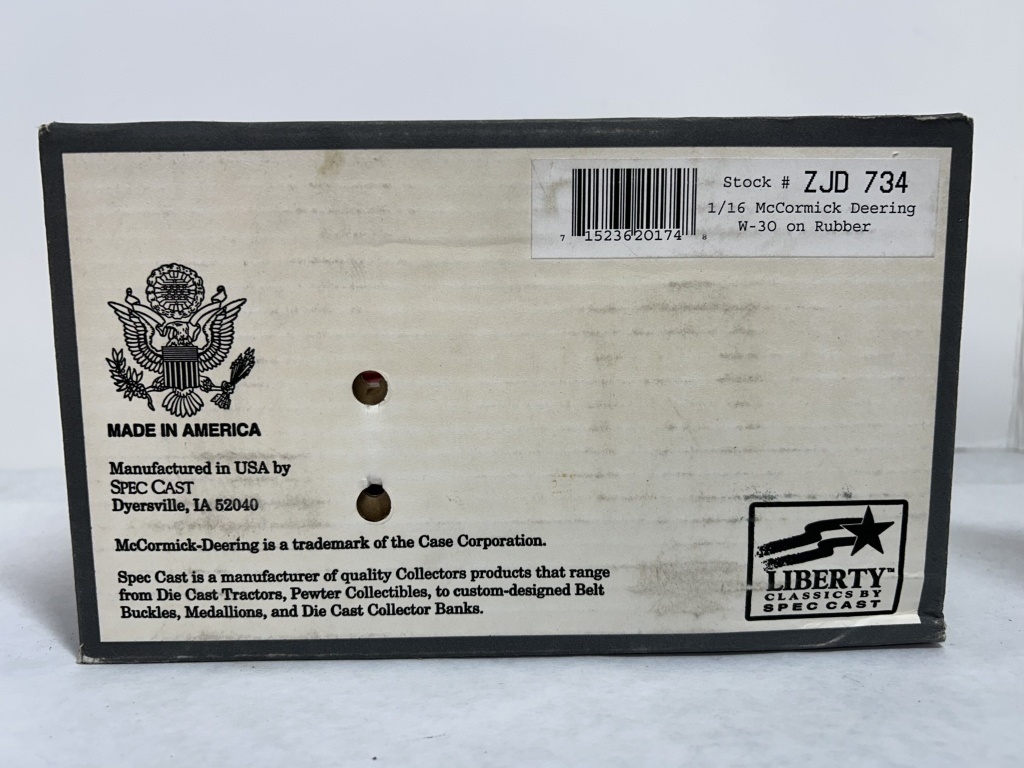 Stock # ZJD 734
1/16 McCormick Deering
W-30 on Rubber
7 1523620174 8
MADE IN AMERICA
Manufactured in USA by
SPEC CAST
Dyersville, IA 52040
McCormick-Deering is a trademark of the Case Corporation.
Spec Cast is a manufacturer of quality Collectors products that range
from Die Cast Tractors, Pewter Collectibles, to custom-designed Belt
Buckles, Medallions, and Die Cast Collector Banks.
LIBERTY™
CLASSICS BY
SPEC CAST